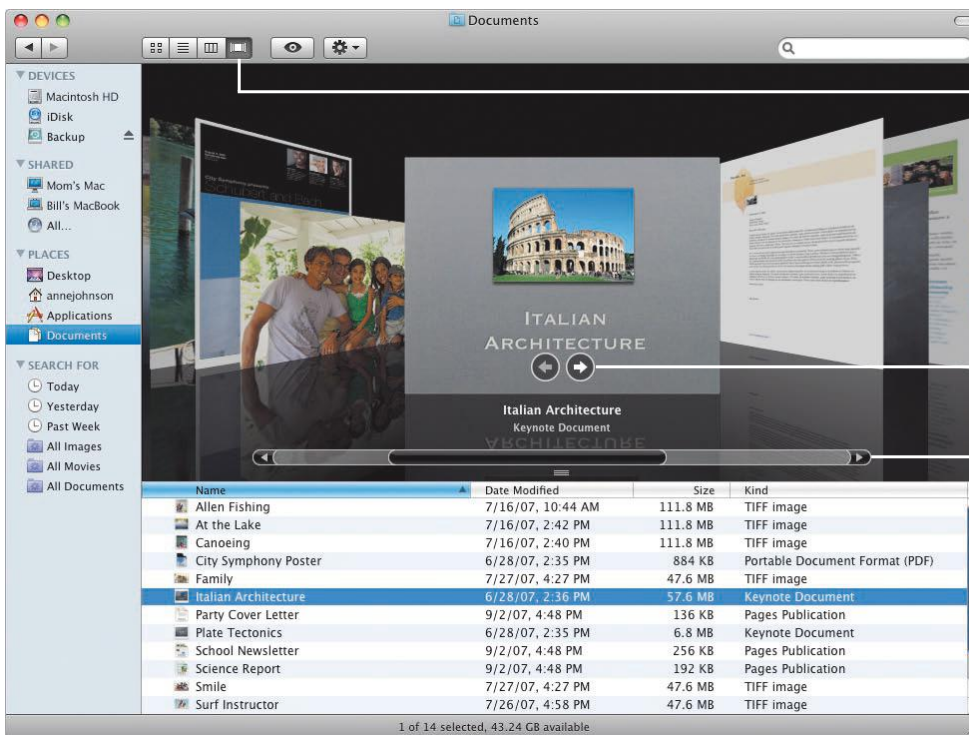 Documents
DEVICES
Macintosh HD
iDisk
Backup
SHARED
Mom's Mac
Bill's MacBook
All...
PLACES
Desktop
annejohnson
Applications
Documents
SEARCH FOR
Today
Yesterday
Past Week
All Images
All Movies
All Documents
City Symphony presents
Schubert and Bach
ITALIAN
ARCHITECTURE
Italian Architecture
Keynote Document
Name Date Modified Size Kind
Allen Fishing 7/16/07, 10:44 AM 111.8 MB TIFF image
At the Lake 7/16/07, 2:42 PM 111.8 MB TIFF image
Canoeing 7/16/07, 2:40 PM 111.8 MB TIFF image
City Symphony Poster 6/28/07, 2:35 PM 884 KB Portable Document Format (PDF)
Family 7/27/07, 4:27 PM 47.6 MB TIFF image
Italian Architecture 6/28/07, 2:36 PM 57.6 MB Keynote Document
Party Cover Letter 9/2/07, 4:48 PM 136 KB Pages Publication
Plate Tectonics 6/28/07, 2:35 PM 6.8 MB Keynote Document
School Newsletter 9/2/07, 4:48 PM 256 KB Pages Publication
Science Report 9/2/07, 4:48 PM 192 KB Pages Publication
Smile 7/27/07, 4:27 PM 47.6 MB TIFF image
Surf Instructor 7/26/07, 4:58 PM 47.6 MB TIFF image
1 of 14 selected, 43.24 GB available